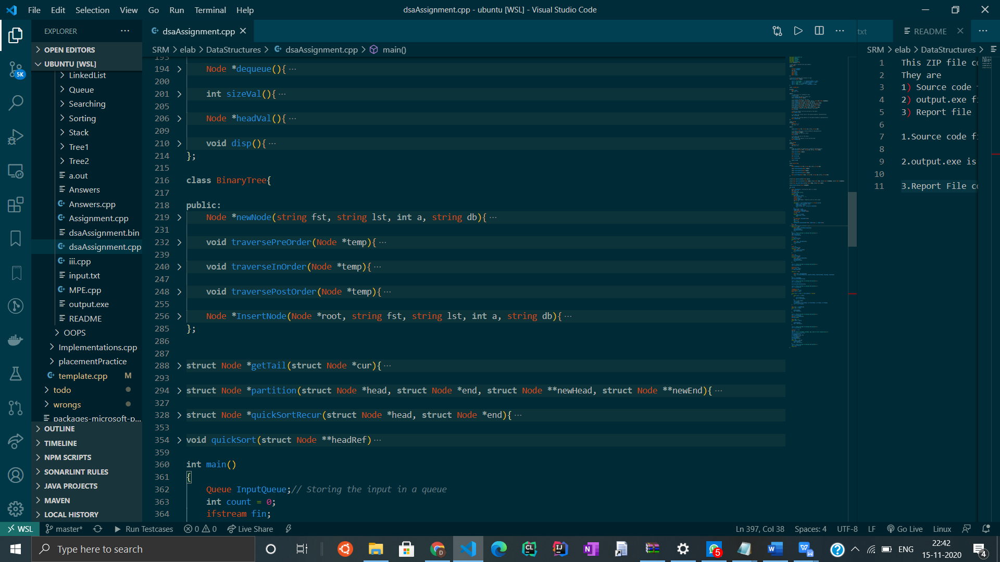 File Edit Selection View Go Run Terminal Help
dsaAssignment.cpp - ubuntu [WSL] - Visual Studio Code
EXPLORER ···
OPEN EDITORS
UBUNTU [WSL]
LinkedList
Queue
Searching
Sorting
Stack
Tree1
Tree2
a.out
Answers
Answers.cpp
Assignment.cpp
dsaAssignment.bin
dsaAssignment.cpp
iii.cpp
input.txt
MPE.cpp
output.exe
README
OOPS
Implementations.cpp
placementPractice
template.cpp M
todo
wrongs
packages-microsoft-p...
OUTLINE
TIMELINE
NPM SCRIPTS
SONARLINT RULES
JAVA PROJECTS
MAVEN
LOCAL HISTORY
5K
dsaAssignment.cpp
SRM > elab > DataStructures > dsaAssignment.cpp > main()
193
194 Node *dequeue(){ ···
200
201 int sizeVal(){ ···
205
206 Node *headVal(){ ···
209
210 void disp(){ ···
214 };
215
216 class BinaryTree{
217
218 public:
219 Node *newNode(string fst, string lst, int a, string db){ ···
231
232 void traversePreOrder(Node *temp){ ···
239
240 void traverseInOrder(Node *temp){ ···
247
248 void traversePostOrder(Node *temp){ ···
255
256 Node *InsertNode(Node *root, string fst, string lst, int a, string db){ ···
285 };
286
287
288 struct Node *getTail(struct Node *cur){ ···
293
294 struct Node *partition(struct Node *head, struct Node *end, struct Node **newHead, struct Node **newEnd){ ···
327
328 struct Node *quickSortRecur(struct Node *head, struct Node *end){ ···
353
354 void quickSort(struct Node **headRef) ···
359
360 int main()
361 {
362 Queue InputQueue;// Storing the input in a queue
363 int count = 0;
364 ifstream fin;
txt README ···
SRM > elab > DataStructures >
1 This ZIP file co
2 They are
3 1) Source code
4 2) output.exe fi
5 3) Report file
6
7 1.Source code fi
8
9 2.output.exe is
10
11 3.Report File co
WSL master* Run Testcases 0 0 Live Share
Ln 397, Col 38 Spaces: 4 UTF-8 LF Go Live Linux
Type here to search
5
ENG
22:42
15-11-2020
4